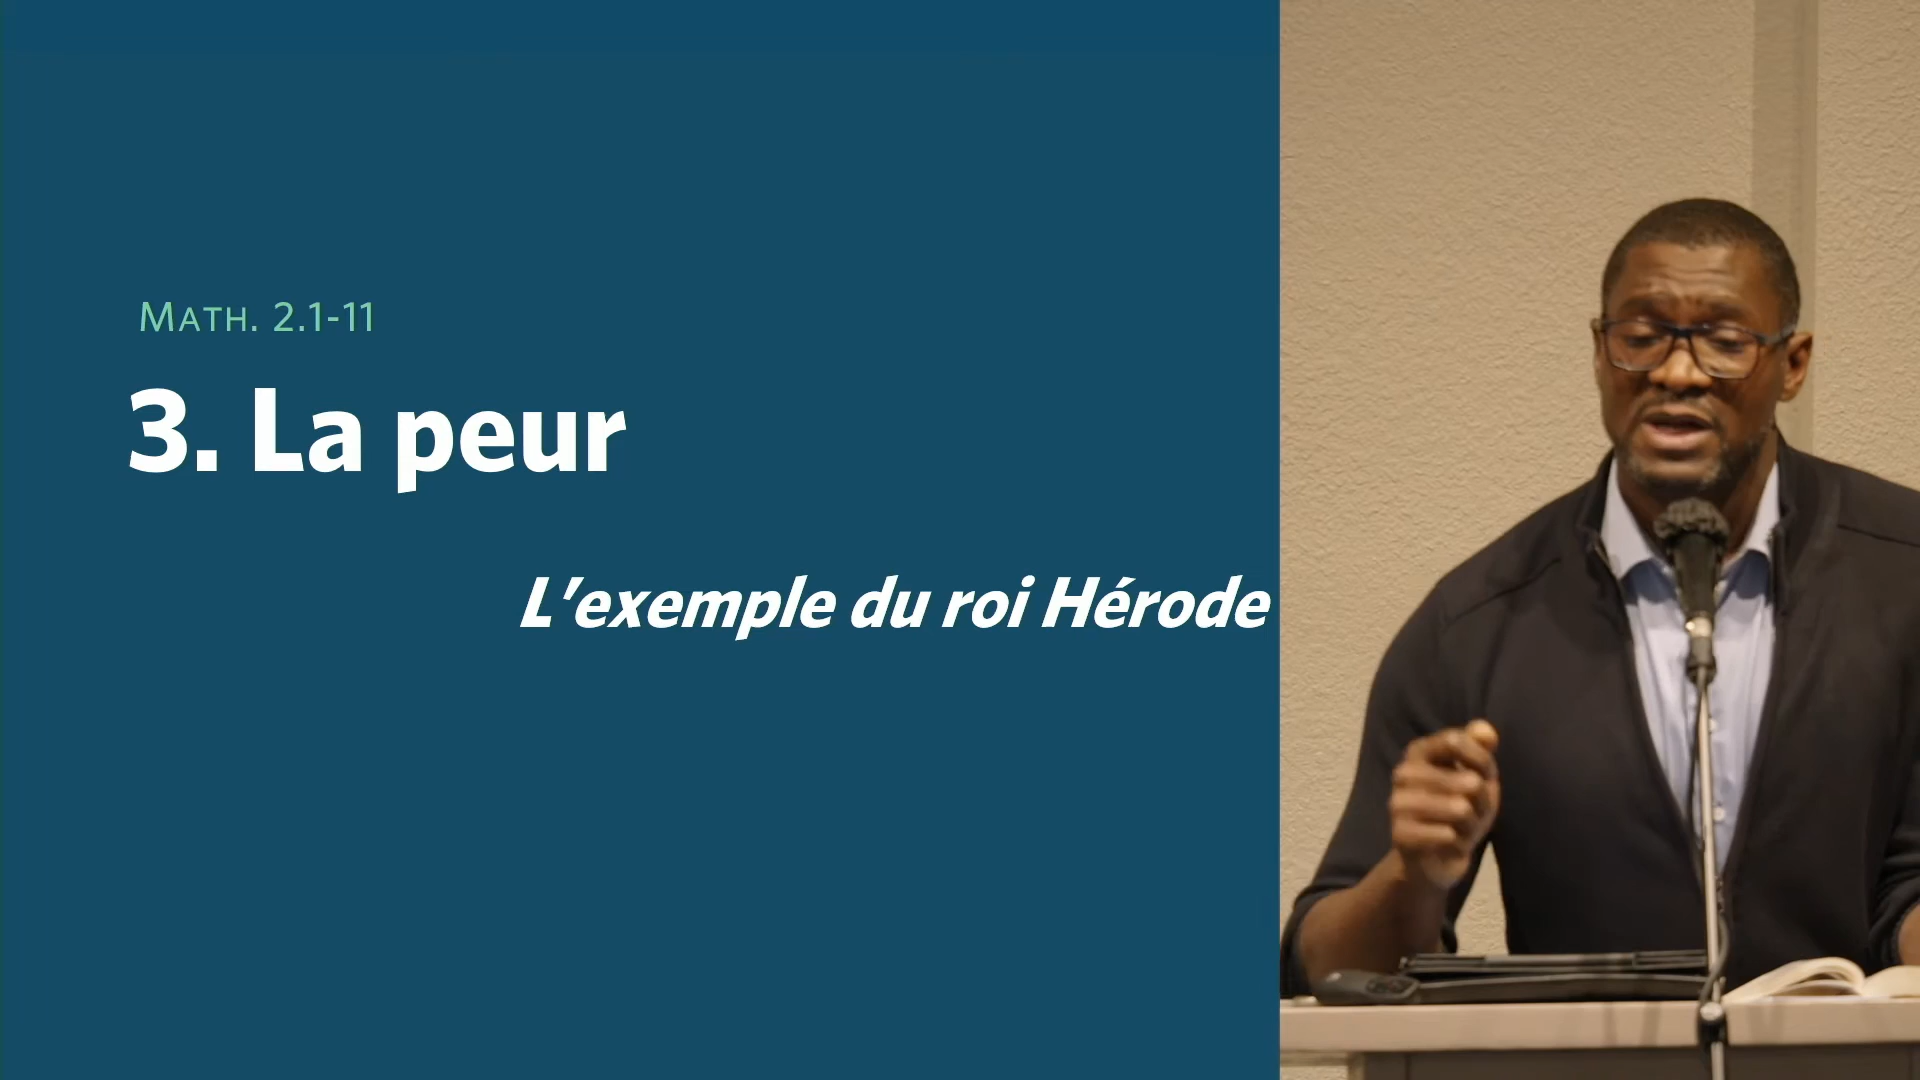 Math. 2.1-11
3. La peur
L’exemple du roi Hérode